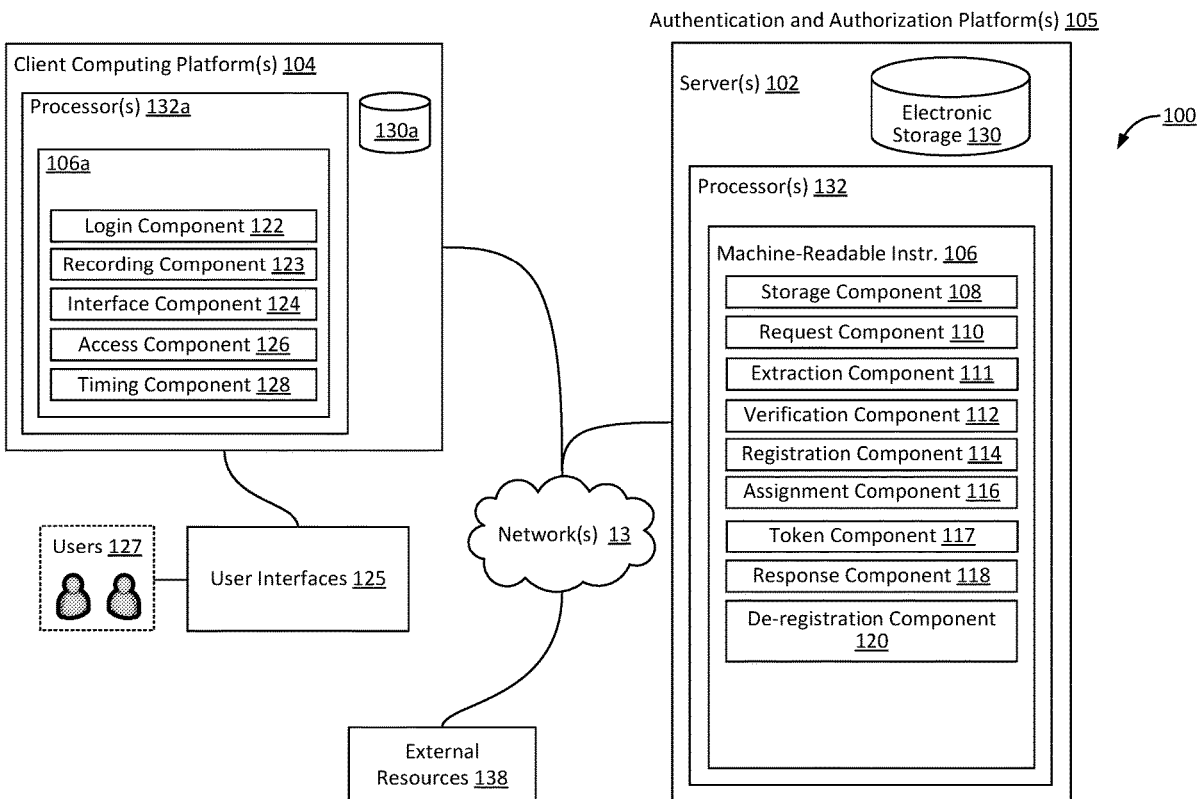 Authentication and Authorization Platform(s) 105
Client Computing Platform(s) 104
Processor(s) 132a
130a
106a
Login Component 122
Recording Component 123
Interface Component 124
Access Component 126
Timing Component 128
Server(s) 102
Electronic
Storage 130
100
Processor(s) 132
Machine-Readable Instr. 106
Storage Component 108
Request Component 110
Extraction Component 111
Verification Component 112
Registration Component 114
Assignment Component 116
Token Component 117
Response Component 118
De-registration Component
120
Network(s) 13
Users 127
User Interfaces 125
External
Resources 138